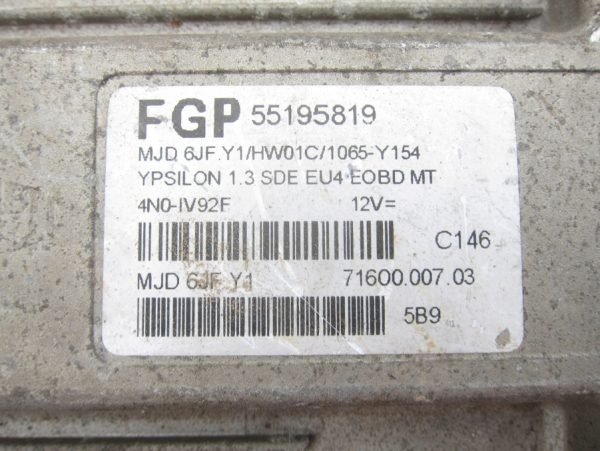 FGP 55195819
MJD 6JF.Y1/HW01C/1065-Y154
YPSILON 1.3 SDE EU4 EOBD MT
4N0-IV92F 12V=
C146
MJD 6JF.Y1 71600.007.03
5B9